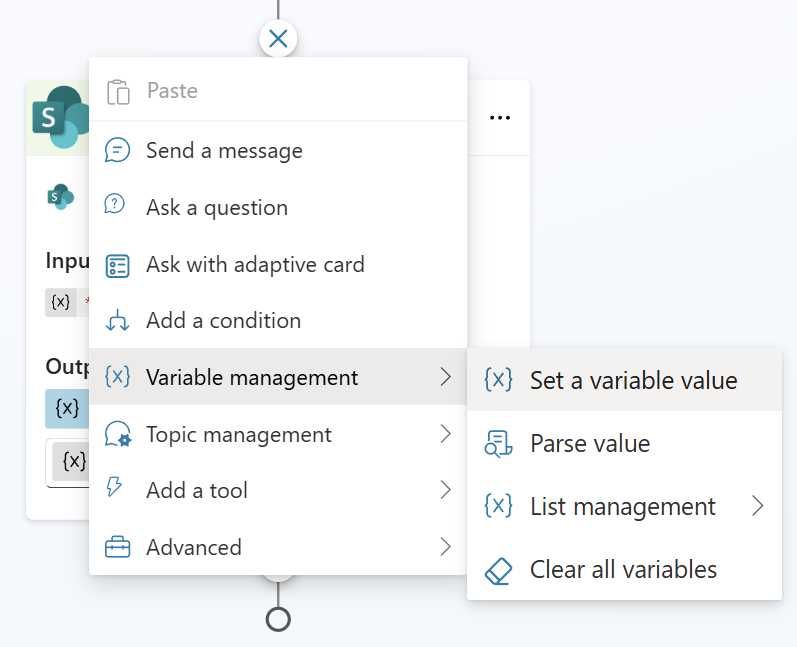 Paste
S
...
Send a message
S
Ask a question
Inpu
Ask with adaptive card
{x} *
Add a condition
Outp
{x} Variable management
{x} Set a variable value
{x}
Topic management
Parse value
{x}
Add a tool
{x} List management
Advanced
Clear all variables